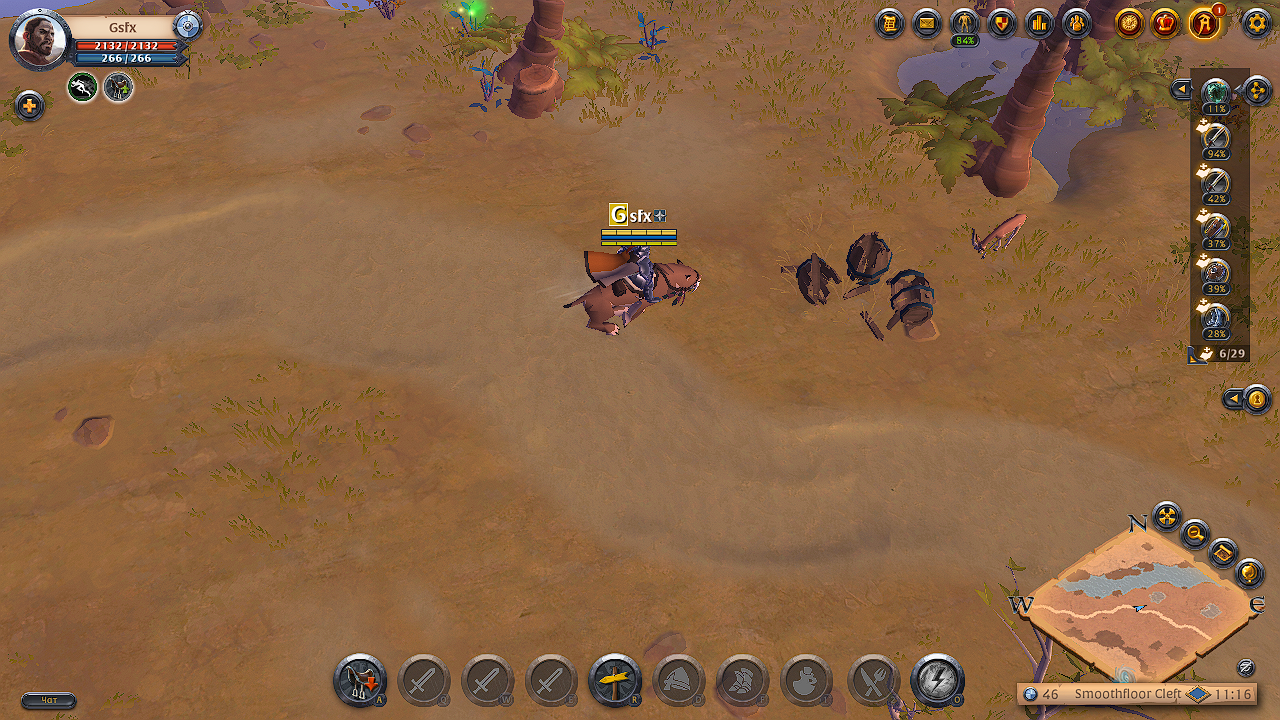 Gsfx
2132/2132
266/266
84%
1
11%
94%
42%
37%
39%
28%
6/29
Gsfx
N
W
E
A
Q
W
E
R
D
F
O
46 Smoothfloor Cleft 11:16
Чат